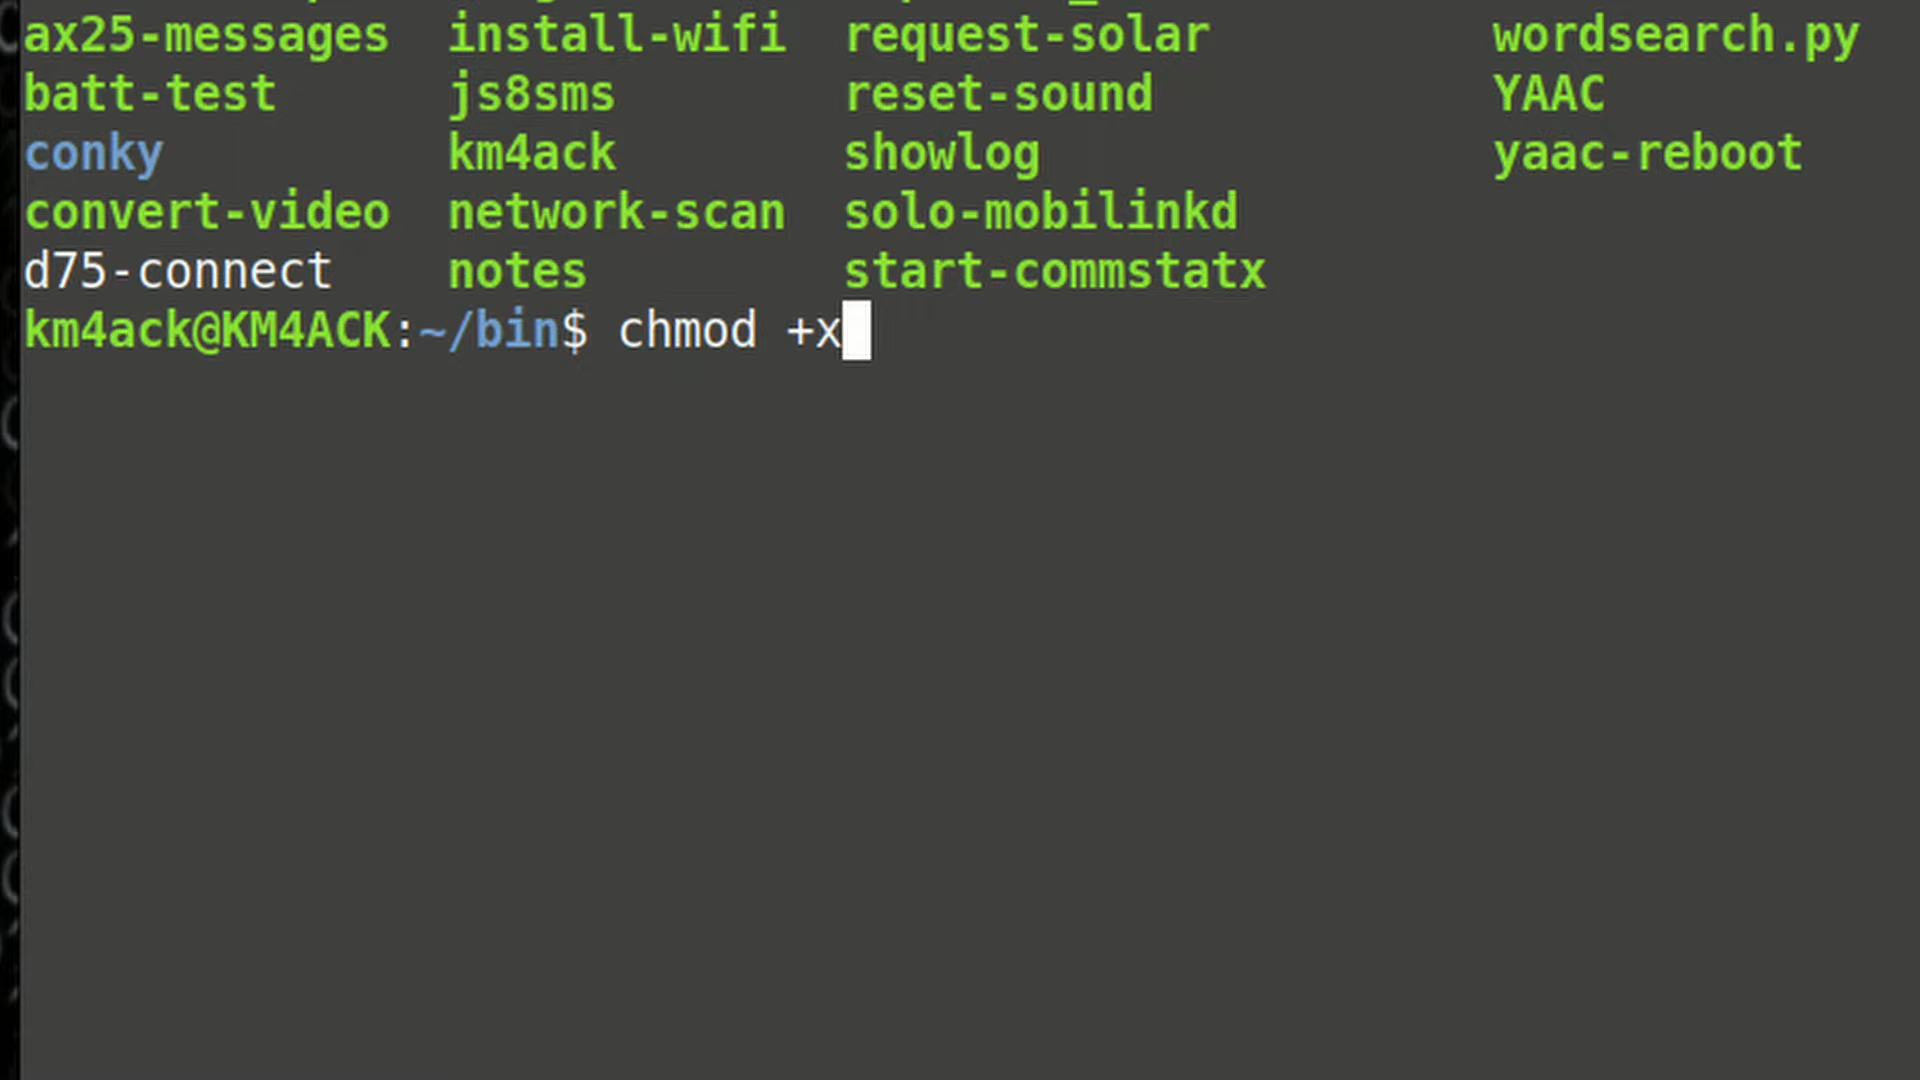 ax25-messages install-wifi request-solar wordsearch.py
batt-test js8sms reset-sound YAAC
conky km4ack showlog yaac-reboot
convert-video network-scan solo-mobilinkd
d75-connect notes start-commstatx
km4ack@KM4ACK:~/bin$ chmod +x